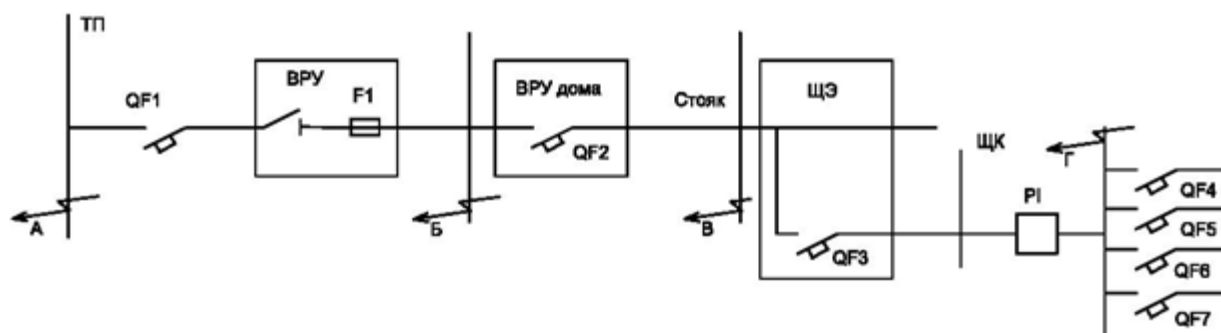 ТП
QF1
ВРУ
F1
ВРУ дома
QF2
Стояк
ЩЭ
QF3
ЩК
PI
QF4
QF5
QF6
QF7
А
Б
В
Г